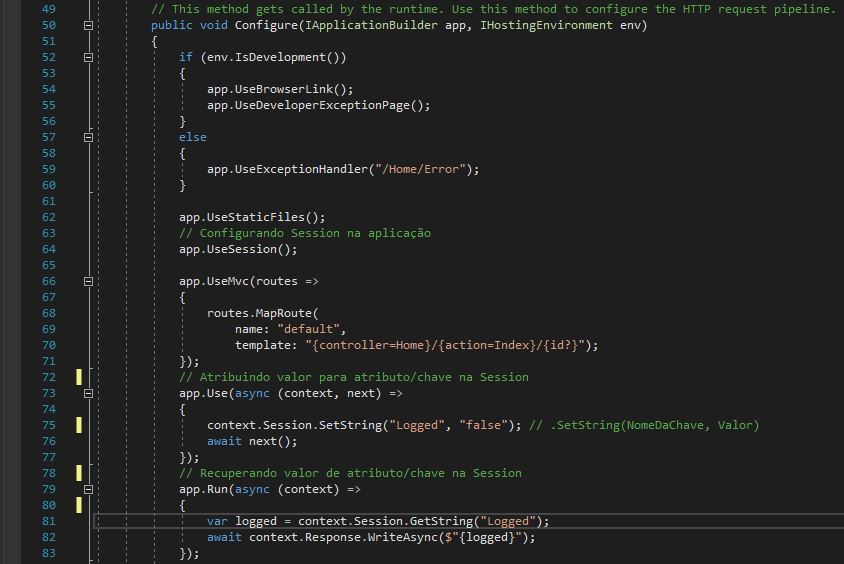 49 // This method gets called by the runtime. Use this method to configure the HTTP request pipeline.
50 public void Configure(IApplicationBuilder app, IHostingEnvironment env)
51 {
52 if (env.IsDevelopment())
53 {
54 app.UseBrowserLink();
55 app.UseDeveloperExceptionPage();
56 }
57 else
58 {
59 app.UseExceptionHandler("/Home/Error");
60 }
61
62 app.UseStaticFiles();
63 // Configurando Session na aplicação
64 app.UseSession();
65
66 app.UseMvc(routes =>
67 {
68 routes.MapRoute(
69 name: "default",
70 template: "{controller=Home}/{action=Index}/{id?}");
71 });
72 // Atribuindo valor para atributo/chave na Session
73 app.Use(async (context, next) =>
74 {
75 context.Session.SetString("Logged", "false"); // .SetString(NomeDaChave, Valor)
76 await next();
77 });
78 // Recuperando valor de atributo/chave na Session
79 app.Run(async (context) =>
80 {
81 var logged = context.Session.GetString("Logged");
82 await context.Response.WriteAsync($"{logged}");
83 });